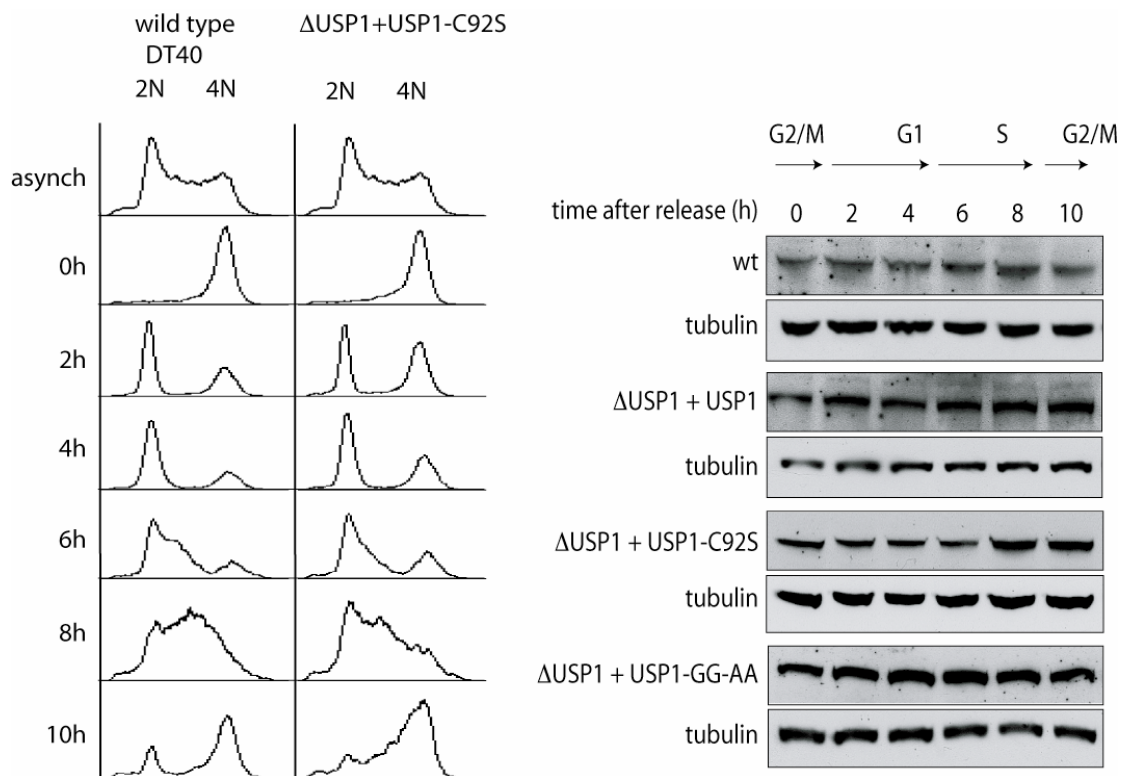 wild type
DT40
ΔUSP1+USP1-C92S
2N 4N 2N 4N
asynch
0h
2h
4h
6h
8h
10h
G2/M G1 S G2/M
time after release (h) 0 2 4 6 8 10
wt
tubulin
ΔUSP1 + USP1
tubulin
ΔUSP1 + USP1-C92S
tubulin
ΔUSP1 + USP1-GG-AA
tubulin